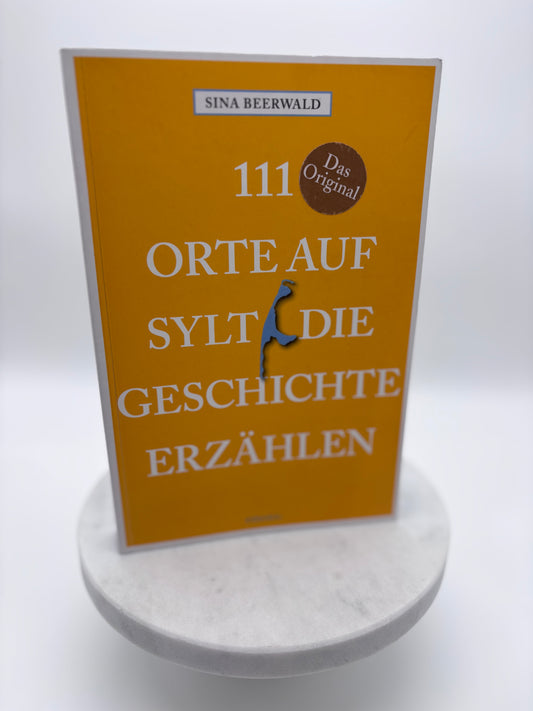 SINA BEERWALD
111
Das
Original
ORTE AUF
SYLT DIE
GESCHICHTE
ERZÄHLEN